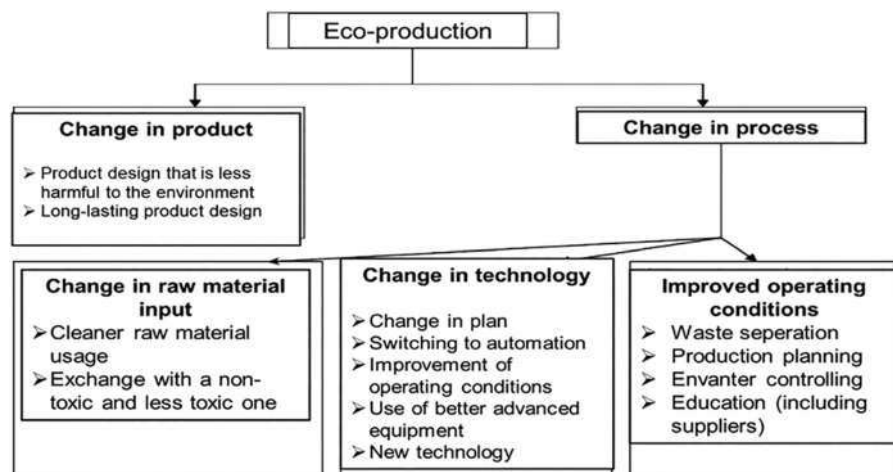 Eco-production
Change in product
➢ Product design that is less
harmful to the environment
➢ Long-lasting product design
Change in process
Change in raw material
input
➢ Cleaner raw material
usage
➢ Exchange with a non-
toxic and less toxic one
Change in technology
➢ Change in plan
➢ Switching to automation
➢ Improvement of
operating conditions
➢ Use of better advanced
equipment
➢ New technology
Improved operating
conditions
➢ Waste seperation
➢ Production planning
➢ Envanter controlling
➢ Education (including
suppliers)